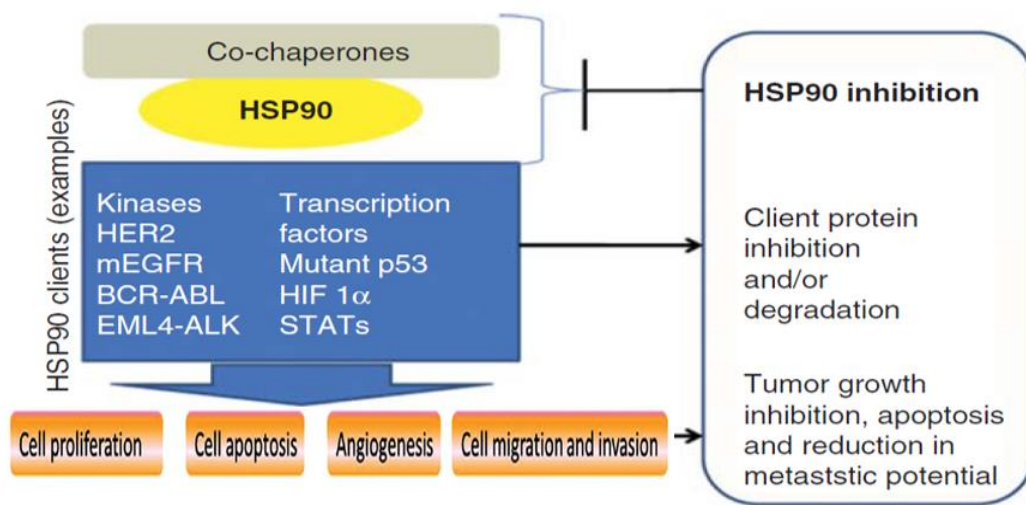 Co-chaperones
HSP90
HSP90 clients (examples)
Kinases
HER2
mEGFR
BCR-ABL
EML4-ALK
Transcription
factors
Mutant p53
HIF 1α
STATs
Cell proliferation
Cell apoptosis
Angiogenesis
Cell migration and invasion
HSP90 inhibition
Client protein
inhibition
and/or
degradation
Tumor growth
inhibition, apoptosis
and reduction in
metaststic potential